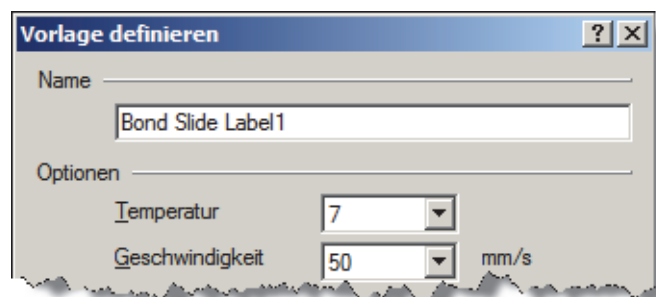 Vorlage definieren ? X
Name
Bond Slide Label1
Optionen
Temperatur 7
Geschwindigkeit 50 mm/s